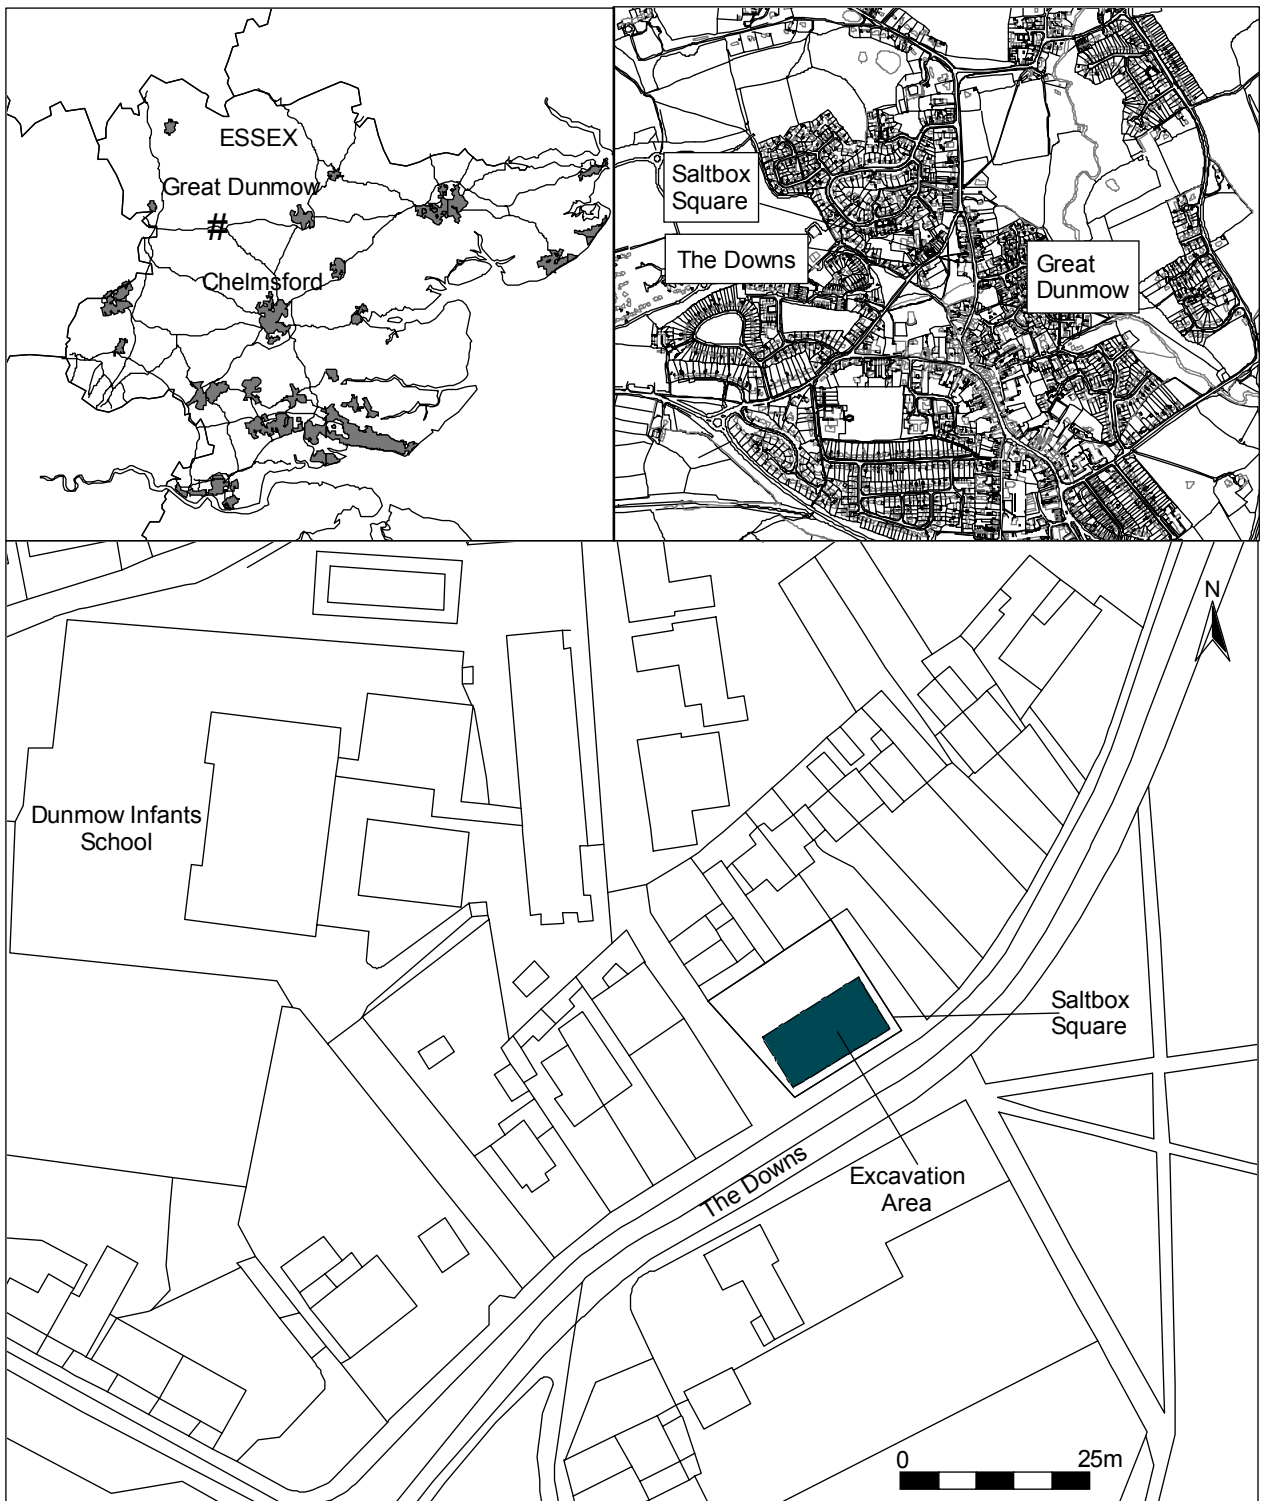 ESSEX
Great Dunmow
#
Chelmsford
Saltbox
Square
The Downs
Great
Dunmow
N
Dunmow Infants
School
Saltbox
Square
The Downs
Excavation
Area
0 25m